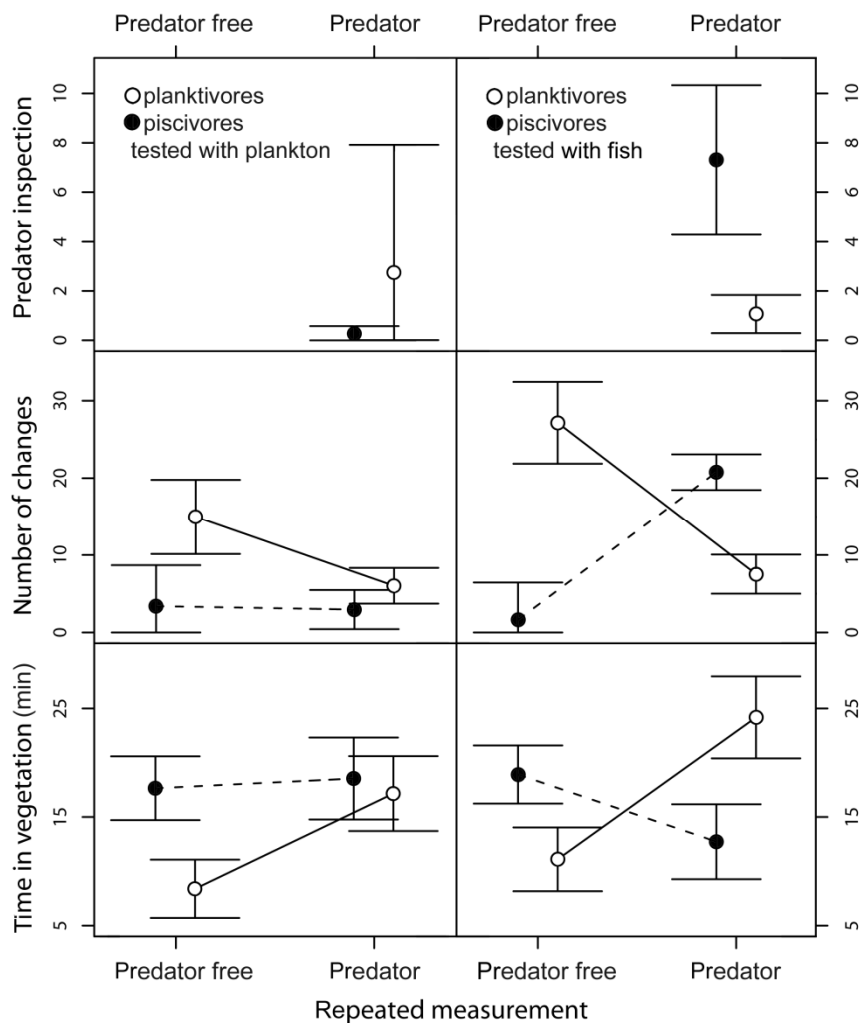 Predator free Predator Predator free Predator
planktivores
piscivores
tested with plankton
planktivores
piscivores
tested with fish
Predator inspection
10
8
6
4
2
0
10
8
6
4
2
0
Number of changes
30
20
10
0
30
20
10
0
Time in vegetation (min)
25
15
5
25
15
5
Predator free Predator Predator free Predator
Repeated measurement